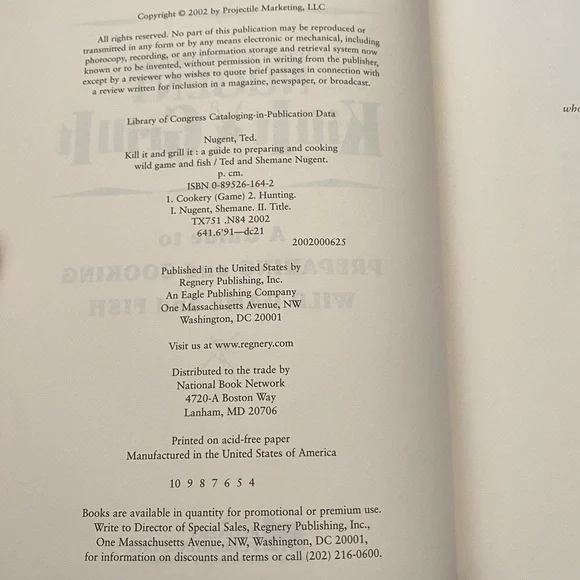 Copyright © 2002 by Projectile Marketing, LLC
All rights reserved. No part of this publication may be reproduced or
transmitted in any form or by any means electronic or mechanical, including
photocopy, recording, or any information storage and retrieval system now
known or to be invented, without permission in writing from the publisher,
except by a reviewer who wishes to quote brief passages in connection with
a review written for inclusion in a magazine, newspaper, or broadcast.
Library of Congress Cataloging-in-Publication Data
Nugent, Ted.
Kill it and grill it : a guide to preparing and cooking
wild game and fish / Ted and Shemane Nugent.
p. cm.
ISBN 0-89526-164-2
1. Cookery (Game) 2. Hunting.
I. Nugent, Shemane. II. Title.
TX751 .N84 2002
641.6'91—dc21
2002000625
Published in the United States by
Regnery Publishing, Inc.
An Eagle Publishing Company
One Massachusetts Avenue, NW
Washington, DC 20001
Visit us at www.regnery.com
Distributed to the trade by
National Book Network
4720-A Boston Way
Lanham, MD 20706
Printed on acid-free paper
Manufactured in the United States of America
10 9 8 7 6 5 4
Books are available in quantity for promotional or premium use.
Write to Director of Special Sales, Regnery Publishing, Inc.,
One Massachusetts Avenue, NW, Washington, DC 20001,
for information on discounts and terms or call (202) 216-0600.